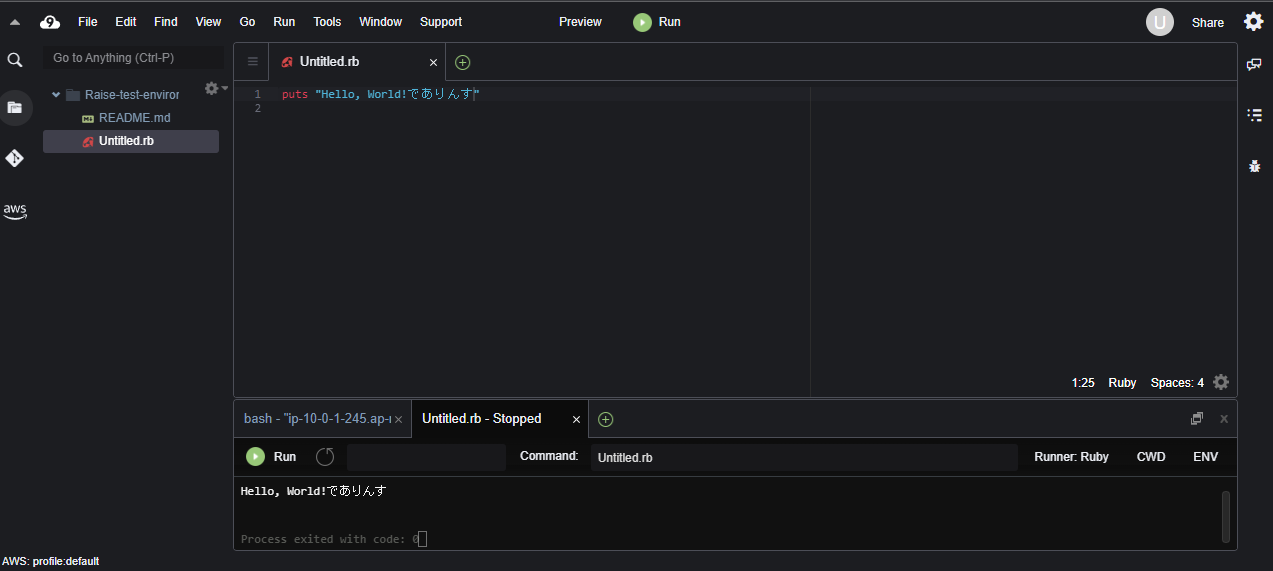 9 File Edit Find View Go Run Tools Window Support Preview Run U Share
Go to Anything (Ctrl-P)
Untitled.rb
Raise-test-enviror
README.md
Untitled.rb
aws
1 puts "Hello, World!でありんす"
2
1:25 Ruby Spaces: 4
bash - "ip-10-0-1-245.ap-r
Untitled.rb - Stopped
Run Command: Untitled.rb Runner: Ruby CWD ENV
Hello, World!でありんす
Process exited with code: 0
AWS: profile:default